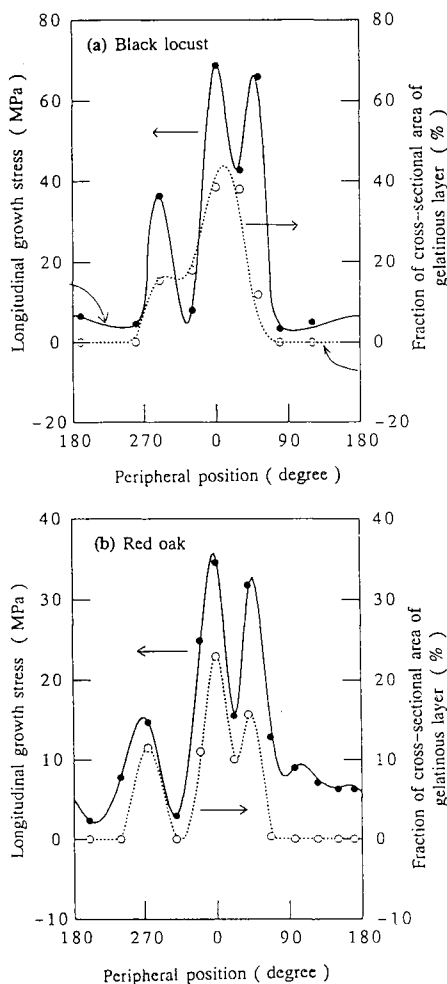 (a) Black locust
Longitudinal growth stress ( MPa )
80
60
40
20
0
−20
80
60
40
20
0
−20
Fraction of cross-sectional area of
gelatinous layer ( % )
180 270 0 90 180
Peripheral position ( degree )
(b) Red oak
Longitudinal growth stress ( MPa )
40
30
20
10
0
−10
40
30
20
10
0
−10
Fraction of cross-sectional area of
gelatinous layer ( % )
180 270 0 90 180
Peripheral position ( degree )